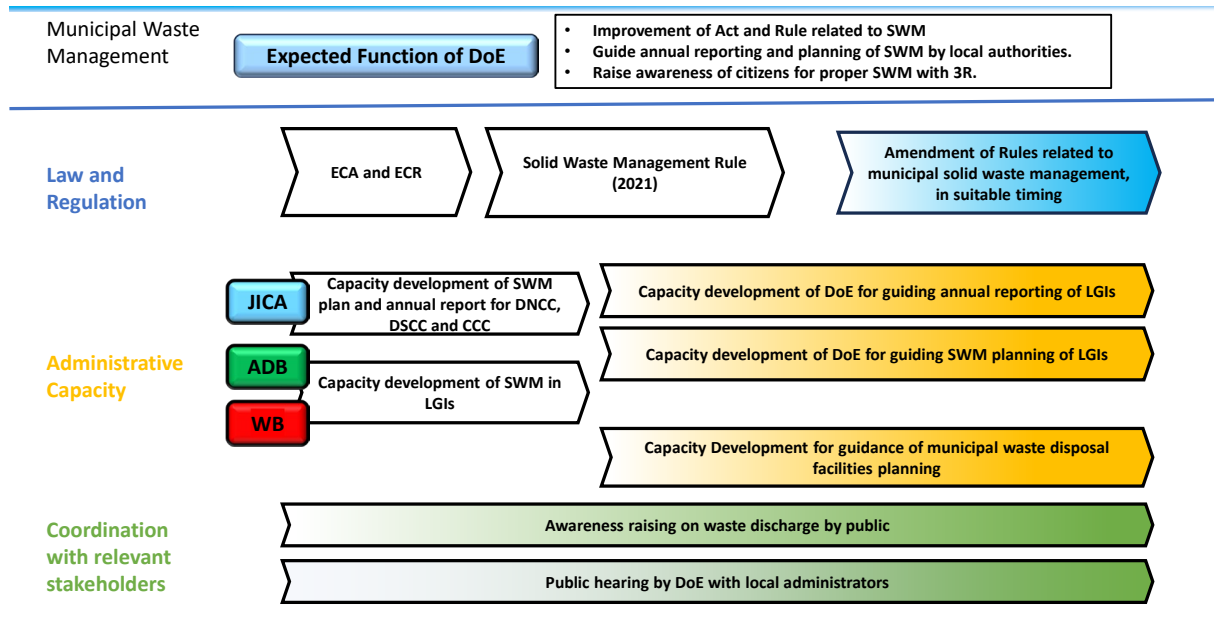 Municipal Waste
Management
Expected Function of DoE
• Improvement of Act and Rule related to SWM
• Guide annual reporting and planning of SWM by local authorities.
• Raise awareness of citizens for proper SWM with 3R.
Law and
Regulation
ECA and ECR
Solid Waste Management Rule
(2021)
Amendment of Rules related to
municipal solid waste management,
in suitable timing
Administrative
Capacity
JICA
Capacity development of SWM
plan and annual report for DNCC,
DSCC and CCC
Capacity development of DoE for guiding annual reporting of LGIs
ADB
WB
Capacity development of SWM in
LGIs
Capacity development of DoE for guiding SWM planning of LGIs
Capacity Development for guidance of municipal waste disposal
facilities planning
Coordination
with relevant
stakeholders
Awareness raising on waste discharge by public
Public hearing by DoE with local administrators